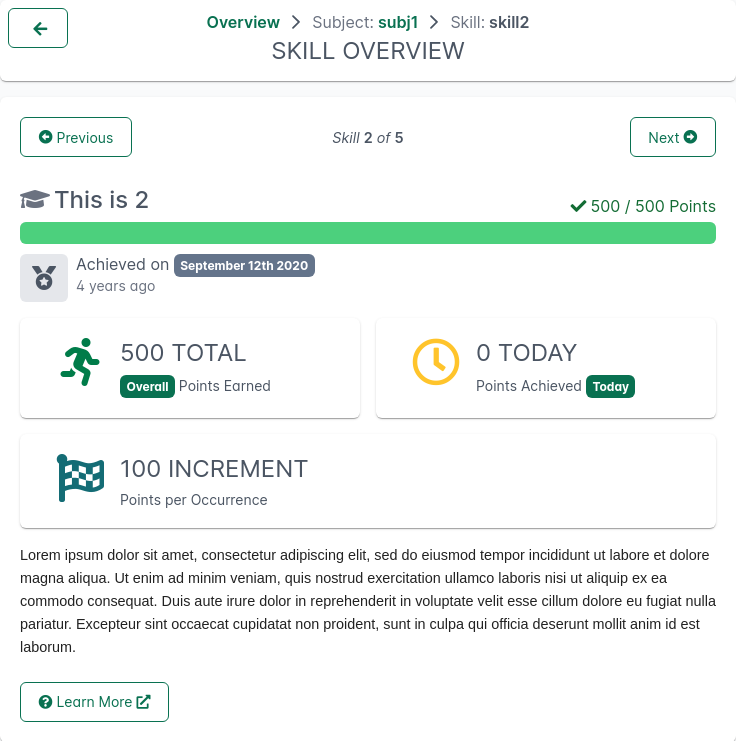 Overview Subject: subj1 Skill: skill2
SKILL OVERVIEW
Previous Skill 2 of 5 Next
This is 2 500 / 500 Points
Achieved on September 12th 2020
4 years ago
500 TOTAL
Overall Points Earned
0 TODAY
Points Achieved Today
100 INCREMENT
Points per Occurrence
Lorem ipsum dolor sit amet, consectetur adipiscing elit, sed do eiusmod tempor incididunt ut labore et dolore
magna aliqua. Ut enim ad minim veniam, quis nostrud exercitation ullamco laboris nisi ut aliquip ex ea
commodo consequat. Duis aute irure dolor in reprehenderit in voluptate velit esse cillum dolore eu fugiat nulla
pariatur. Excepteur sint occaecat cupidatat non proident, sunt in culpa qui officia deserunt mollit anim id est
laborum.
Learn More